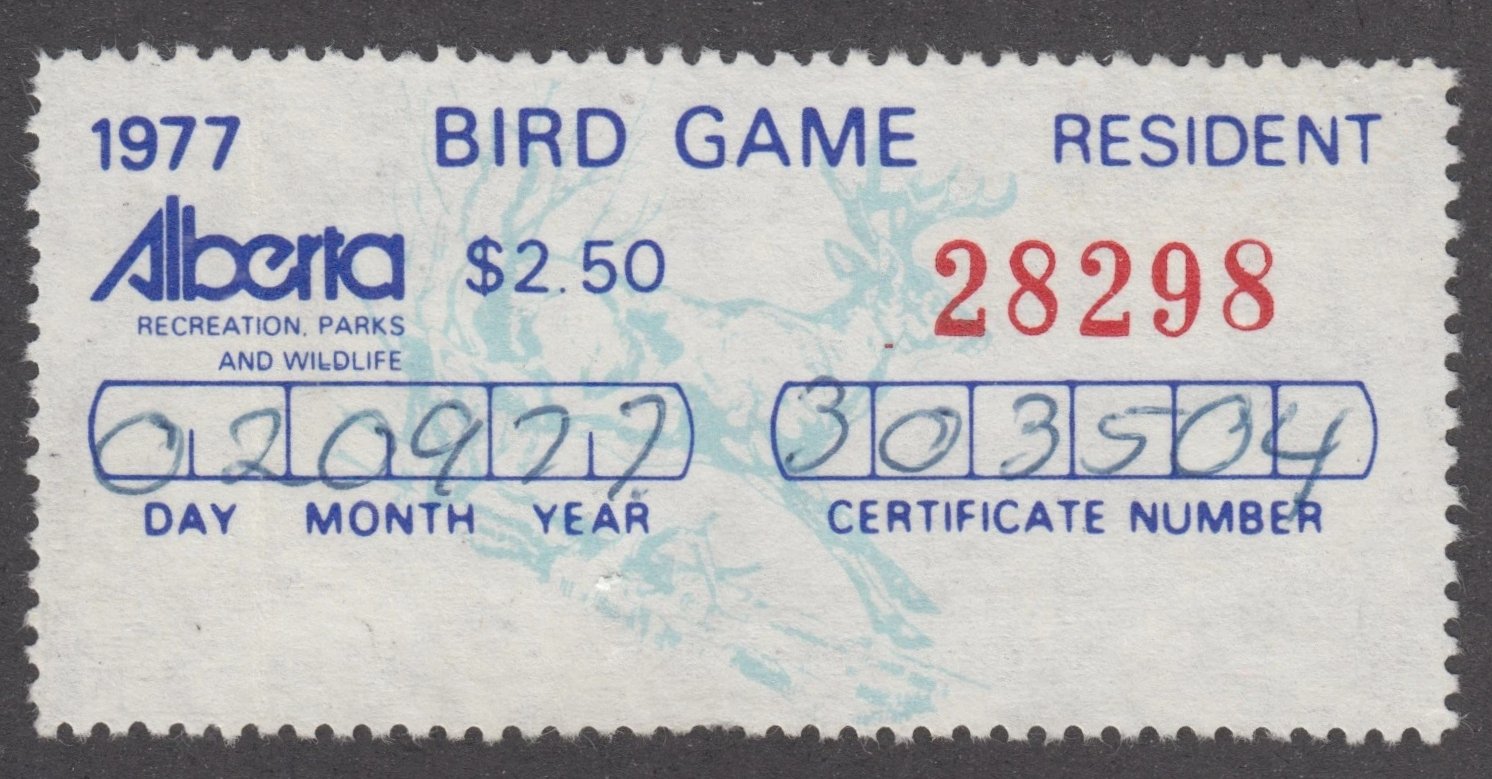 1977 BIRD GAME RESIDENT
Alberta $2.50 28298
RECREATION, PARKS
AND WILDLIFE
020977 303504
DAY MONTH YEAR CERTIFICATE NUMBER